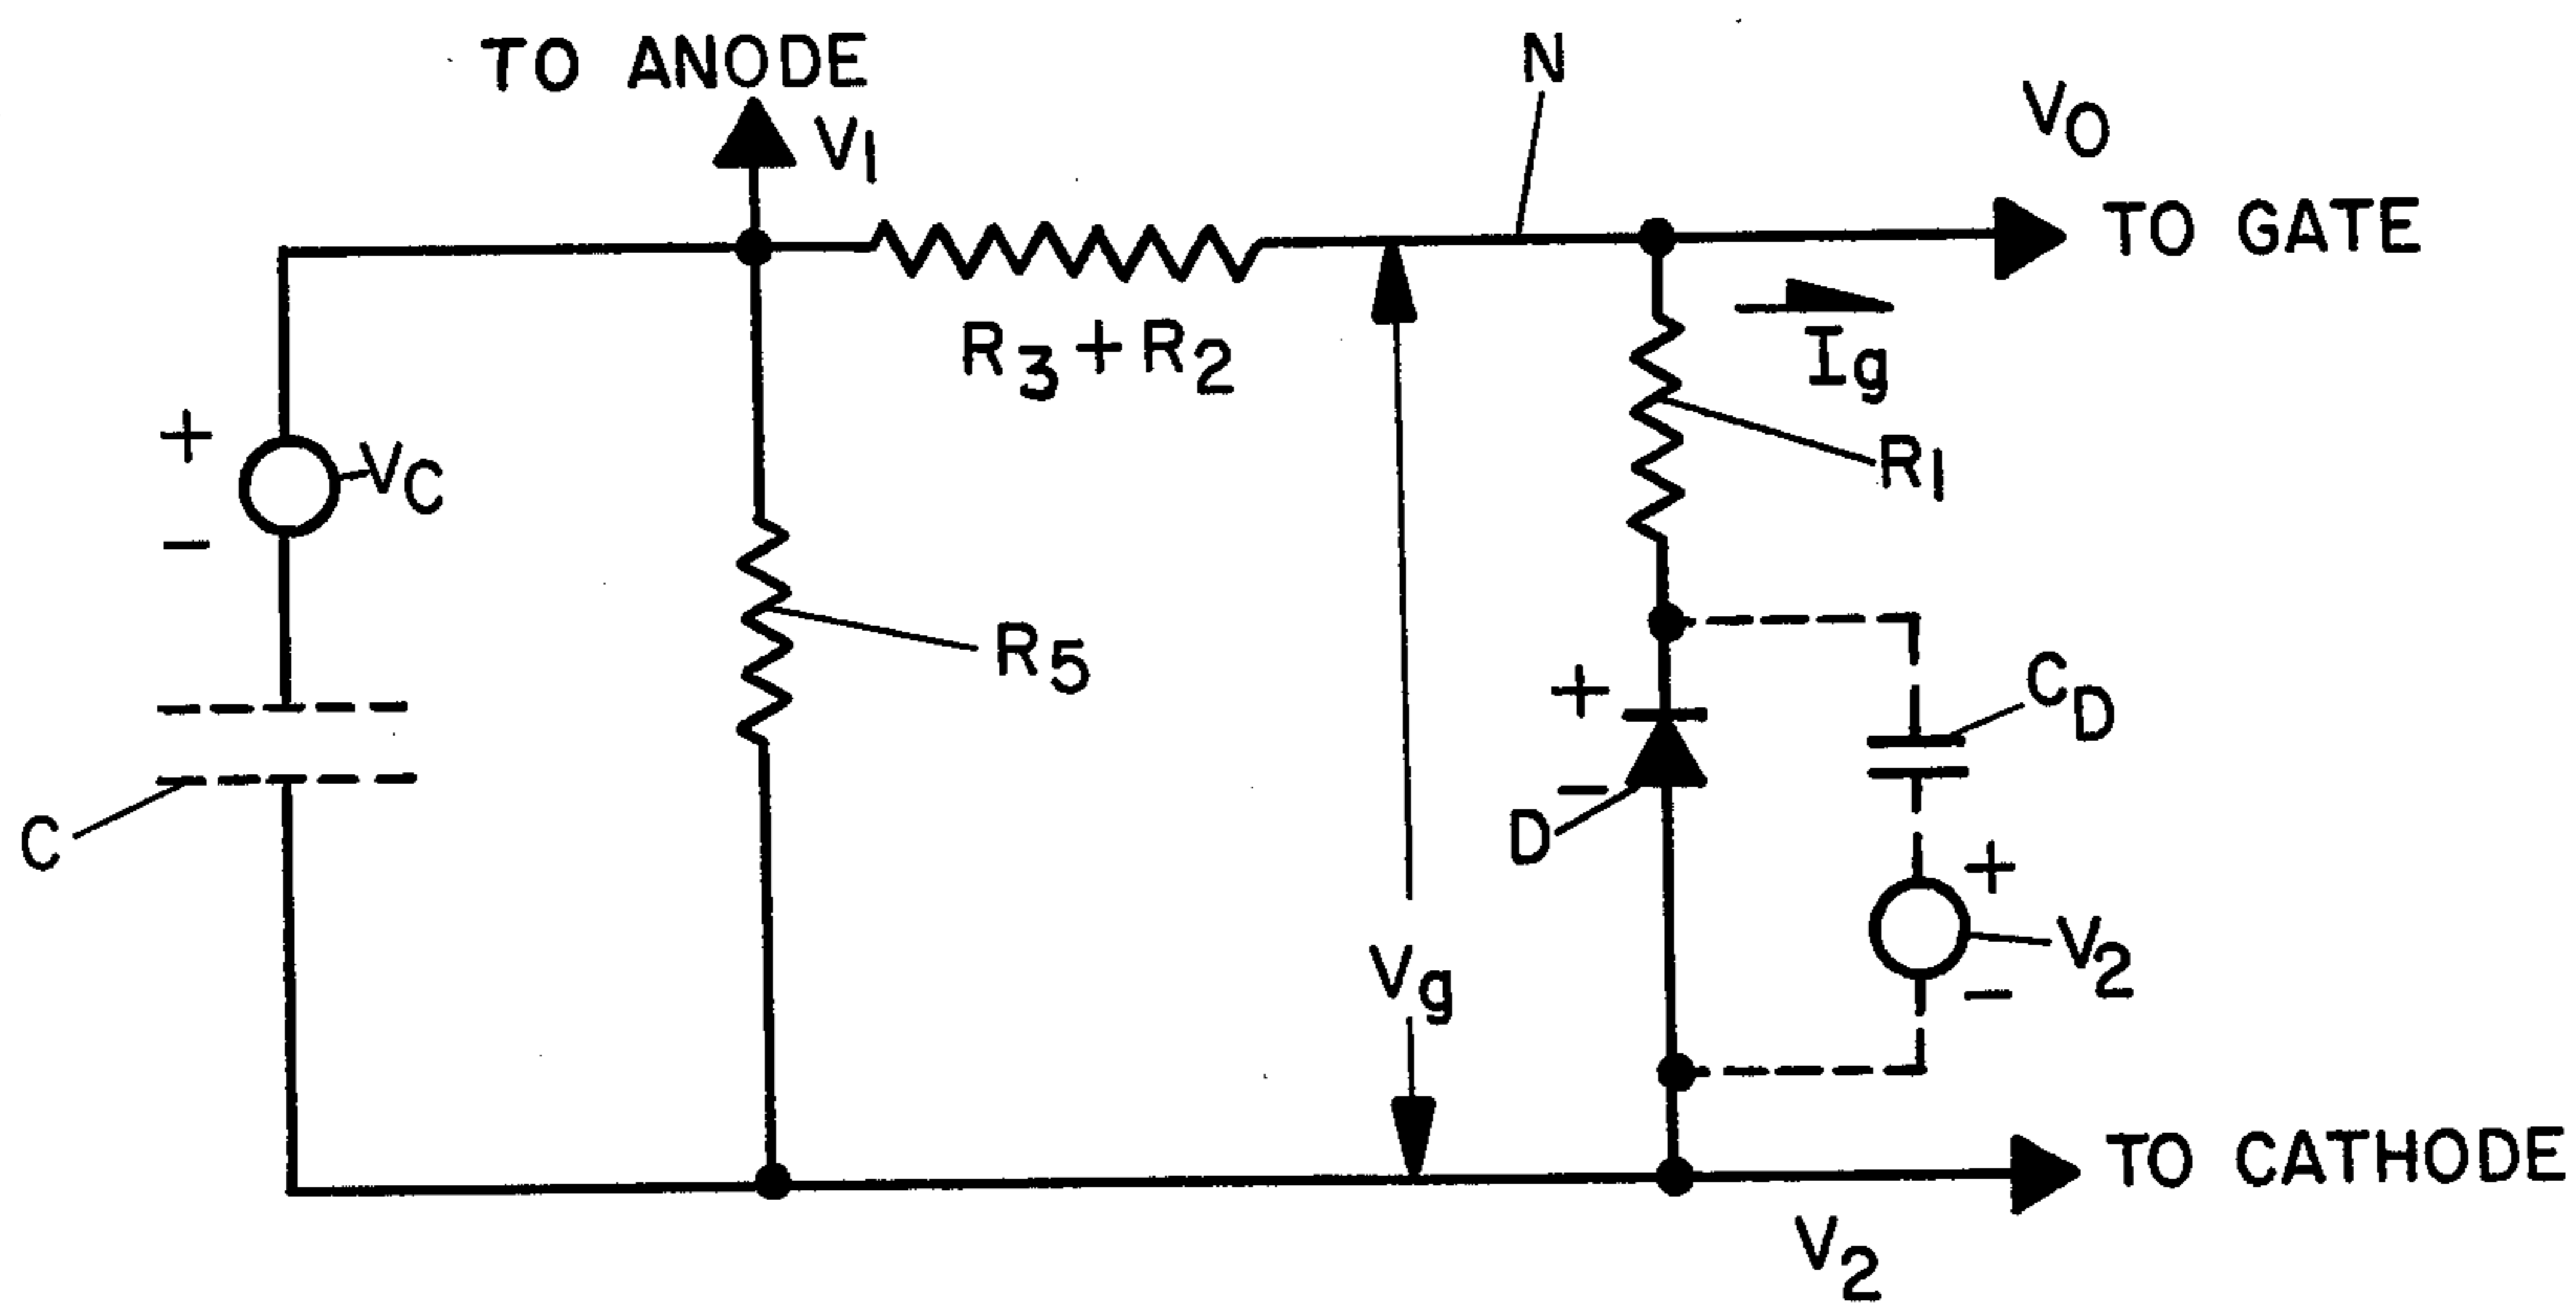 TO ANODE
V1
N
VO
TO GATE
R3+R2
Ig
+
VC
−
R1
R5
+
CD
−
D
C
+
V2
−
Vg
TO CATHODE
V2